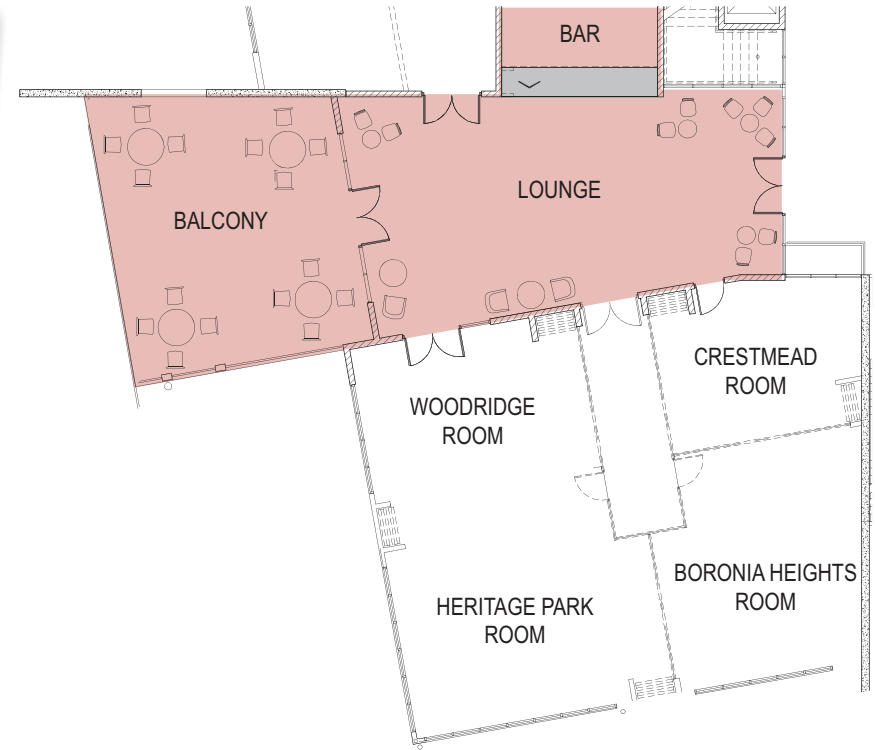 BAR
LOUNGE
BALCONY
CRESTMEAD
ROOM
WOODRIDGE
ROOM
BORONIA HEIGHTS
ROOM
HERITAGE PARK
ROOM